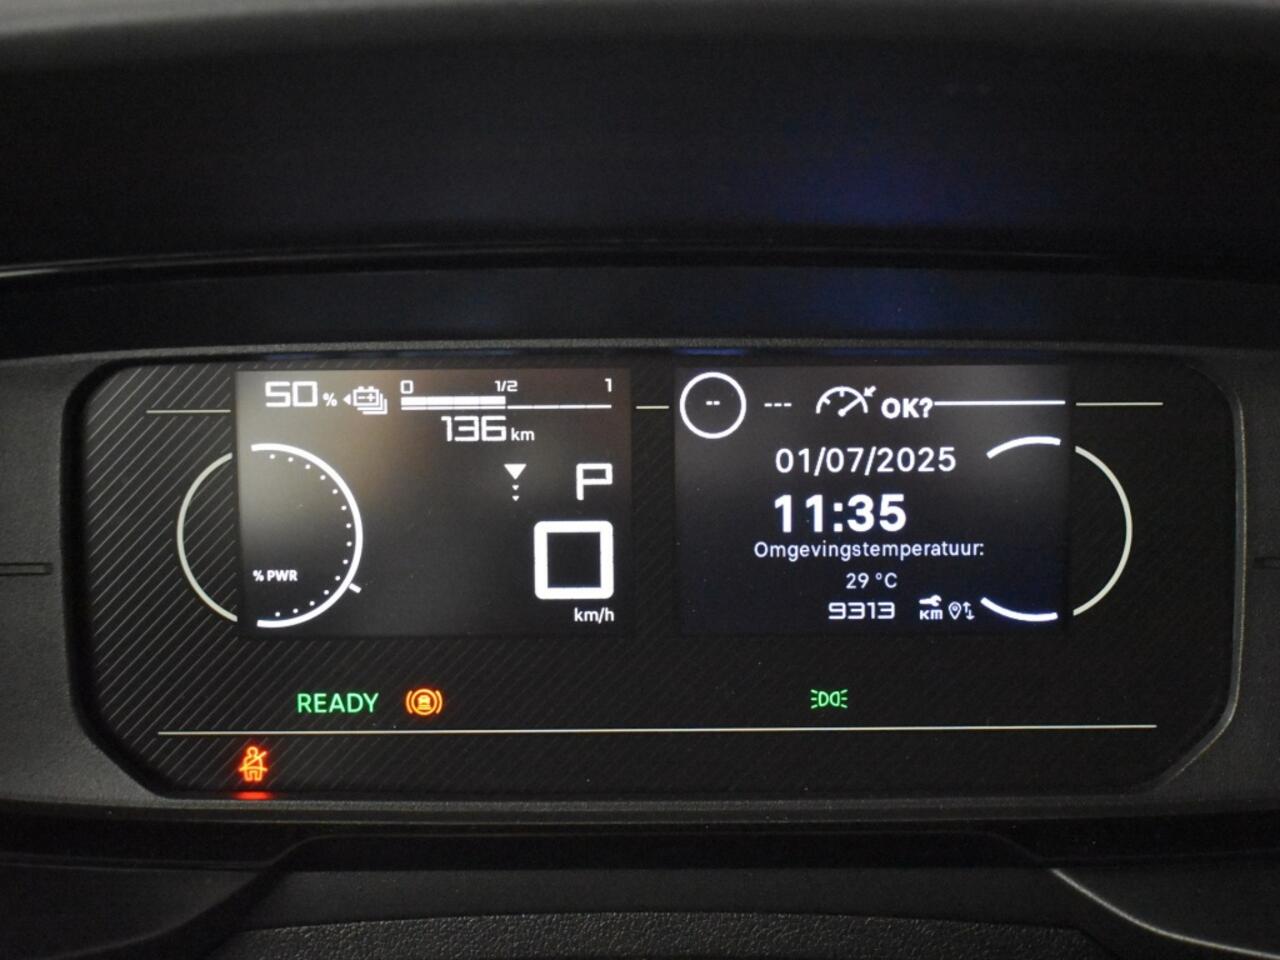 50 % 0 1/2 1
136 km
P
% PWR
0
km/h
-- --- OK?
01/07/2025
11:35
Omgevingstemperatuur:
29 °C
9313 KM
READY